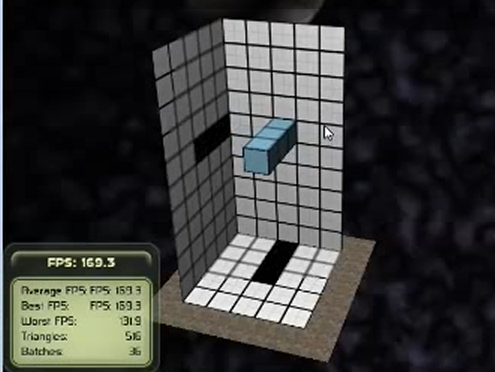 FPS: 169.3
Average FPS: FPS: 169.3
Best FPS: FPS: 169.3
Worst FPS: 131.9
Triangles: 516
Batches: 36